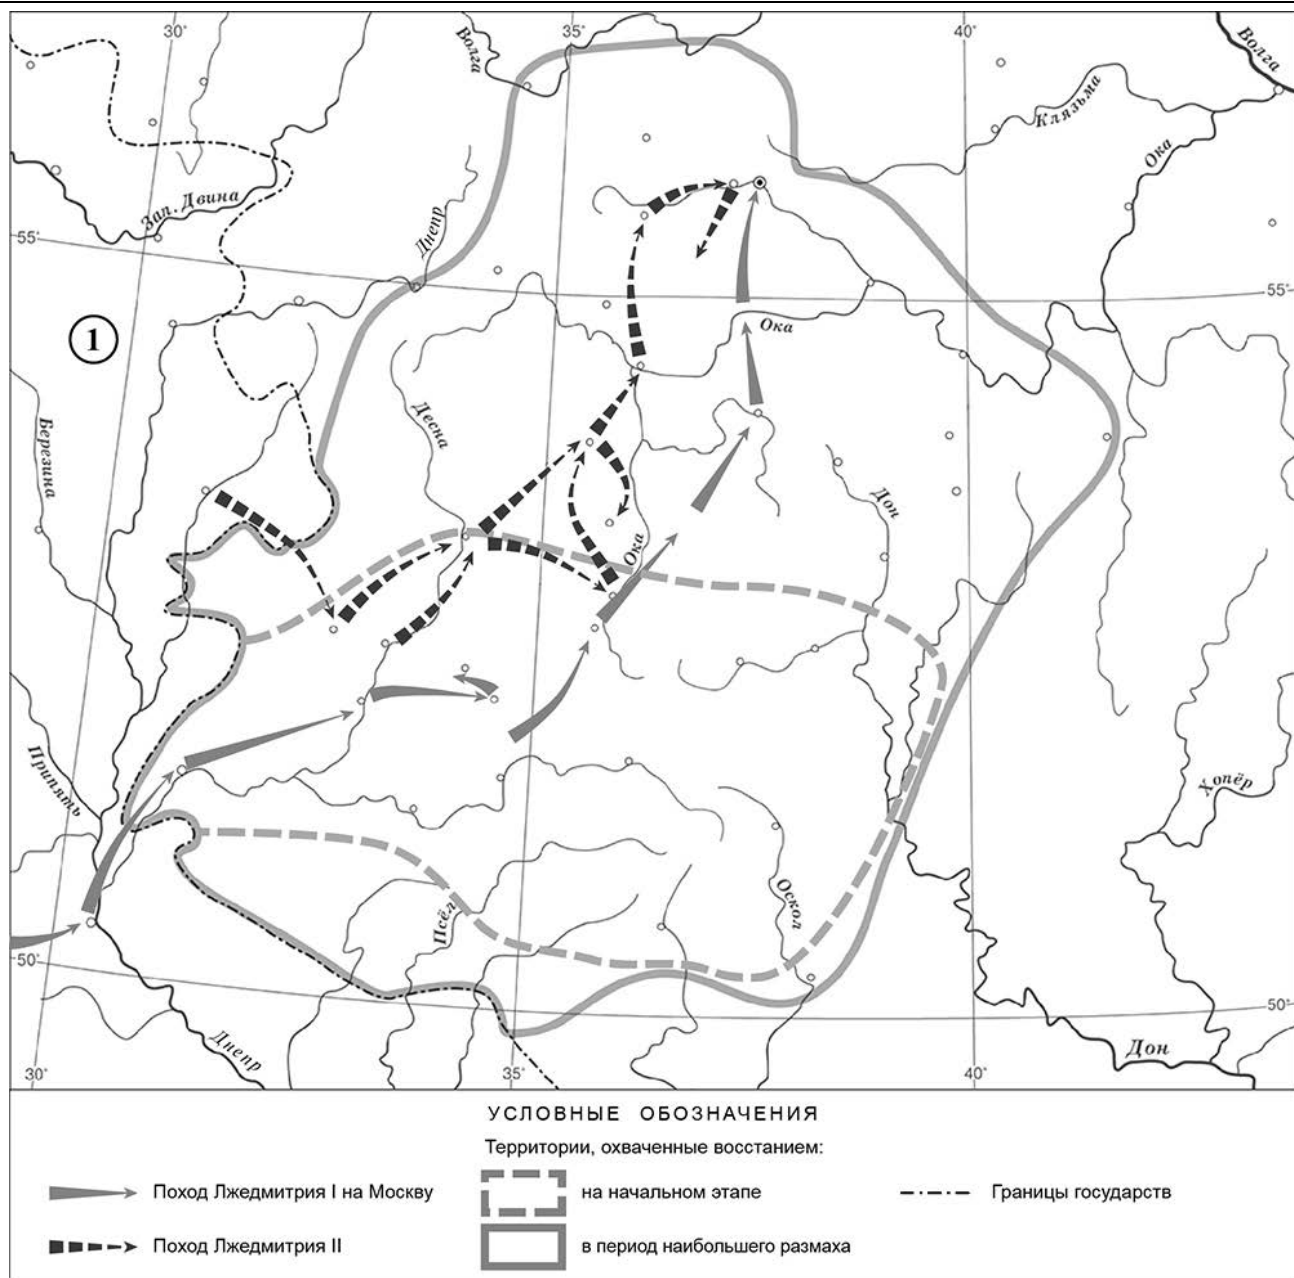 30°
35°
40°
Волга
Волга
Клязьма
Ока
Зап. Двина
Днепр
55°
55°
1
Ока
Десна
Березина
Дон
Ока
Припять
Хопёр
Оскол
Псёл
50°
50°
Днепр
Дон
30°
35°
40°
УСЛОВНЫЕ ОБОЗНАЧЕНИЯ
Территории, охваченные восстанием:
Поход Лжедмитрия I на Москву
на начальном этапе
Границы государств
Поход Лжедмитрия II
в период наибольшего размаха